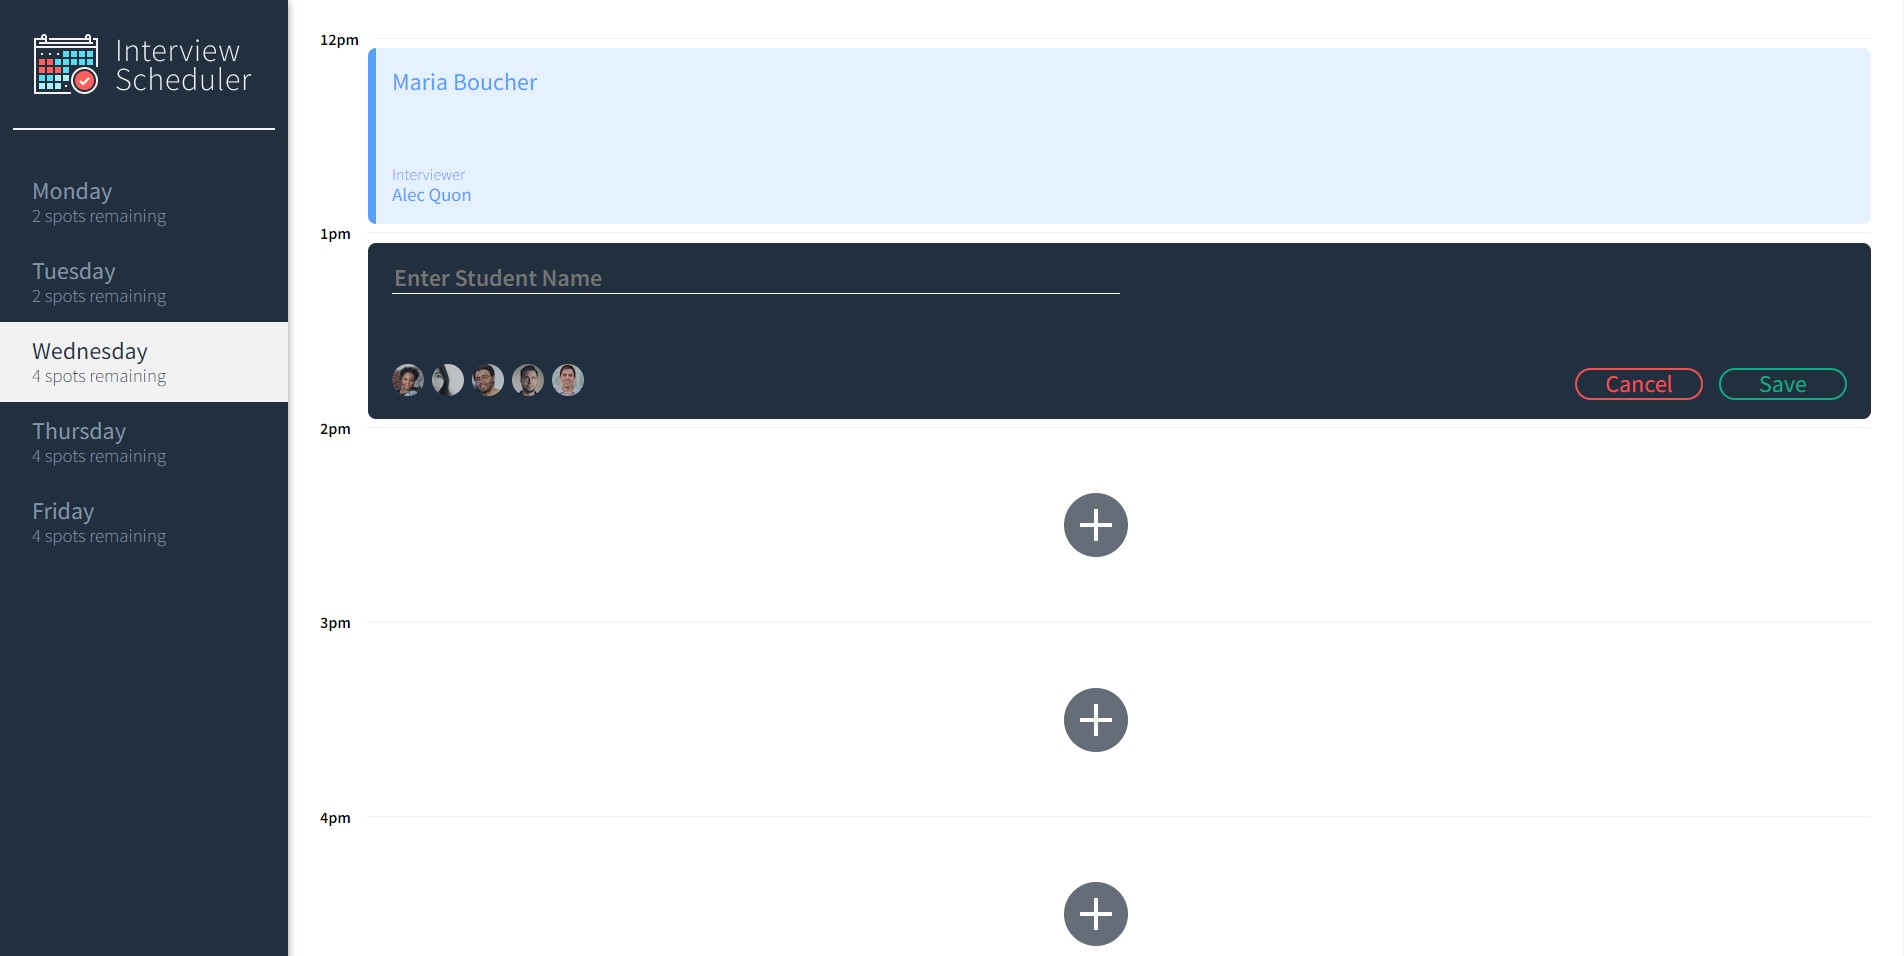 Interview
Scheduler
Monday
2 spots remaining
Tuesday
2 spots remaining
Wednesday
4 spots remaining
Thursday
4 spots remaining
Friday
4 spots remaining
12pm
Maria Boucher
Interviewer
Alec Quon
1pm
Enter Student Name
Cancel Save
2pm
3pm
4pm